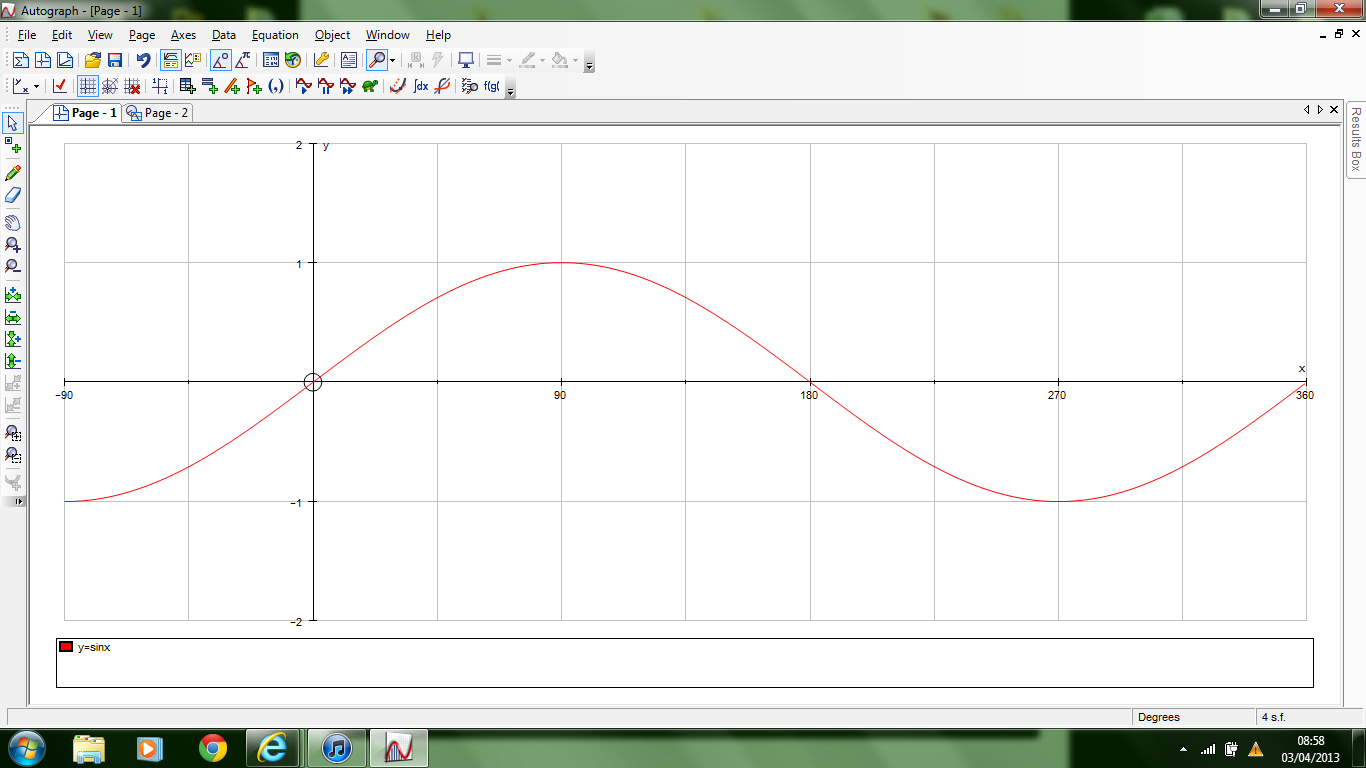 Autograph - [Page - 1]
File Edit View Page Axes Data Equation Object Window Help
∫dx f(g(
Page - 1 Page - 2
Results Box
2 y
1
x
−90 90 180 270 360
−1
−2
y=sinx
Degrees 4 s.f.
08:58
03/04/2013